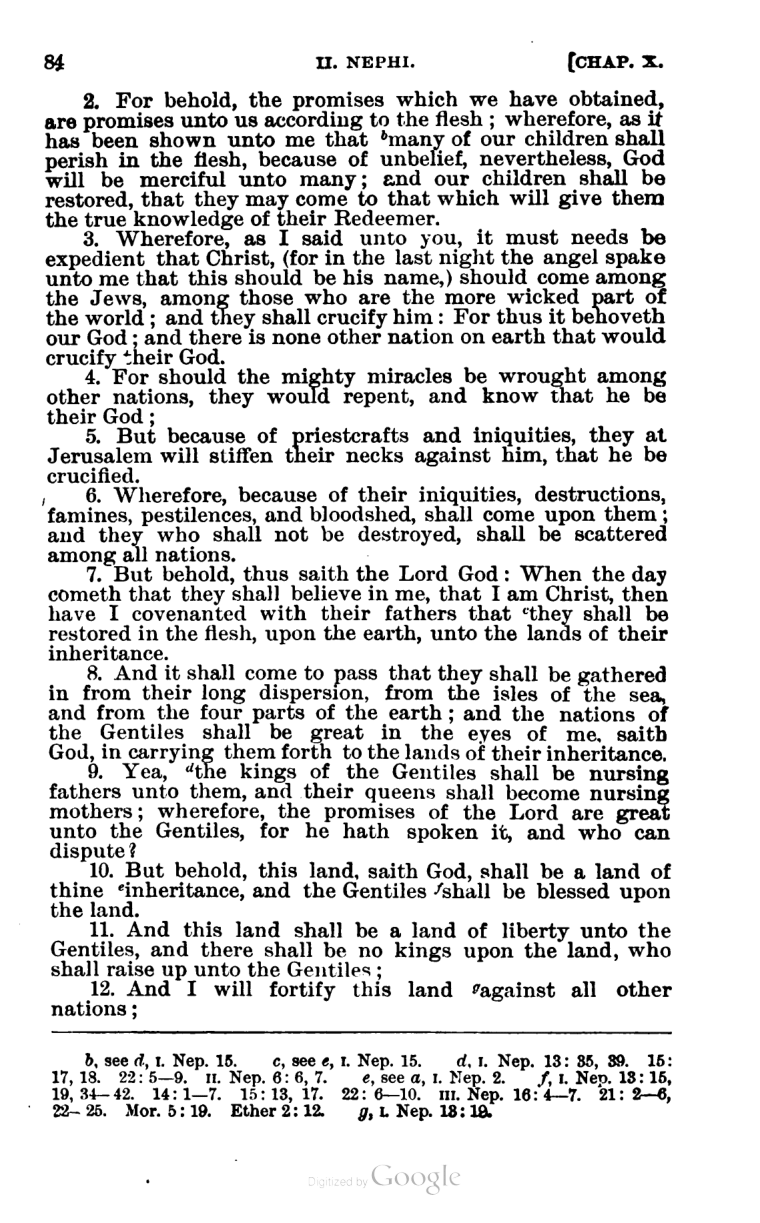 84 II. NEPHI. [CHAP. X.
2. For behold, the promises which we have obtained,
are promises unto us according to the flesh ; wherefore, as it
has been shown unto me that ᵇmany of our children shall
perish in the flesh, because of unbelief, nevertheless, God
will be merciful unto many ; and our children shall be
restored, that they may come to that which will give them
the true knowledge of their Redeemer.
3. Wherefore, as I said unto you, it must needs be
expedient that Christ, (for in the last night the angel spake
unto me that this should be his name,) should come among
the Jews, among those who are the more wicked part of
the world ; and they shall crucify him : For thus it behoveth
our God ; and there is none other nation on earth that would
crucify their God.
4. For should the mighty miracles be wrought among
other nations, they would repent, and know that he be
their God ;
5. But because of priestcrafts and iniquities, they at
Jerusalem will stiffen their necks against him, that he be
crucified.
6. Wherefore, because of their iniquities, destructions,
famines, pestilences, and bloodshed, shall come upon them ;
and they who shall not be destroyed, shall be scattered
among all nations.
7. But behold, thus saith the Lord God : When the day
cometh that they shall believe in me, that I am Christ, then
have I covenanted with their fathers that ᶜthey shall be
restored in the flesh, upon the earth, unto the lands of their
inheritance.
8. And it shall come to pass that they shall be gathered
in from their long dispersion, from the isles of the sea,
and from the four parts of the earth ; and the nations of
the Gentiles shall be great in the eyes of me, saith
God, in carrying them forth to the lands of their inheritance.
9. Yea, ᵈthe kings of the Gentiles shall be nursing
fathers unto them, and their queens shall become nursing
mothers ; wherefore, the promises of the Lord are great
unto the Gentiles, for he hath spoken it, and who can
dispute ?
10. But behold, this land, saith God, shall be a land of
thine ᵉinheritance, and the Gentiles ᶠshall be blessed upon
the land.
11. And this land shall be a land of liberty unto the
Gentiles, and there shall be no kings upon the land, who
shall raise up unto the Gentiles ;
12. And I will fortify this land ᵍagainst all other
nations ;
b, see d, I. Nep. 15. c, see e, I. Nep. 15. d, I. Nep. 13 : 35, 39. 15 :
17, 18. 22 : 5—9. II. Nep. 6 : 6, 7. e, see a, I. Nep. 2. f, I. Nep. 13 : 15,
19, 34—42. 14 : 1—7. 15 : 13, 17. 22 : 6—10. III. Nep. 16 : 4—7. 21 : 2—6,
22—25. Mor. 5 : 19. Ether 2 : 12. g, I. Nep. 13 : 19.
Digitized by Google